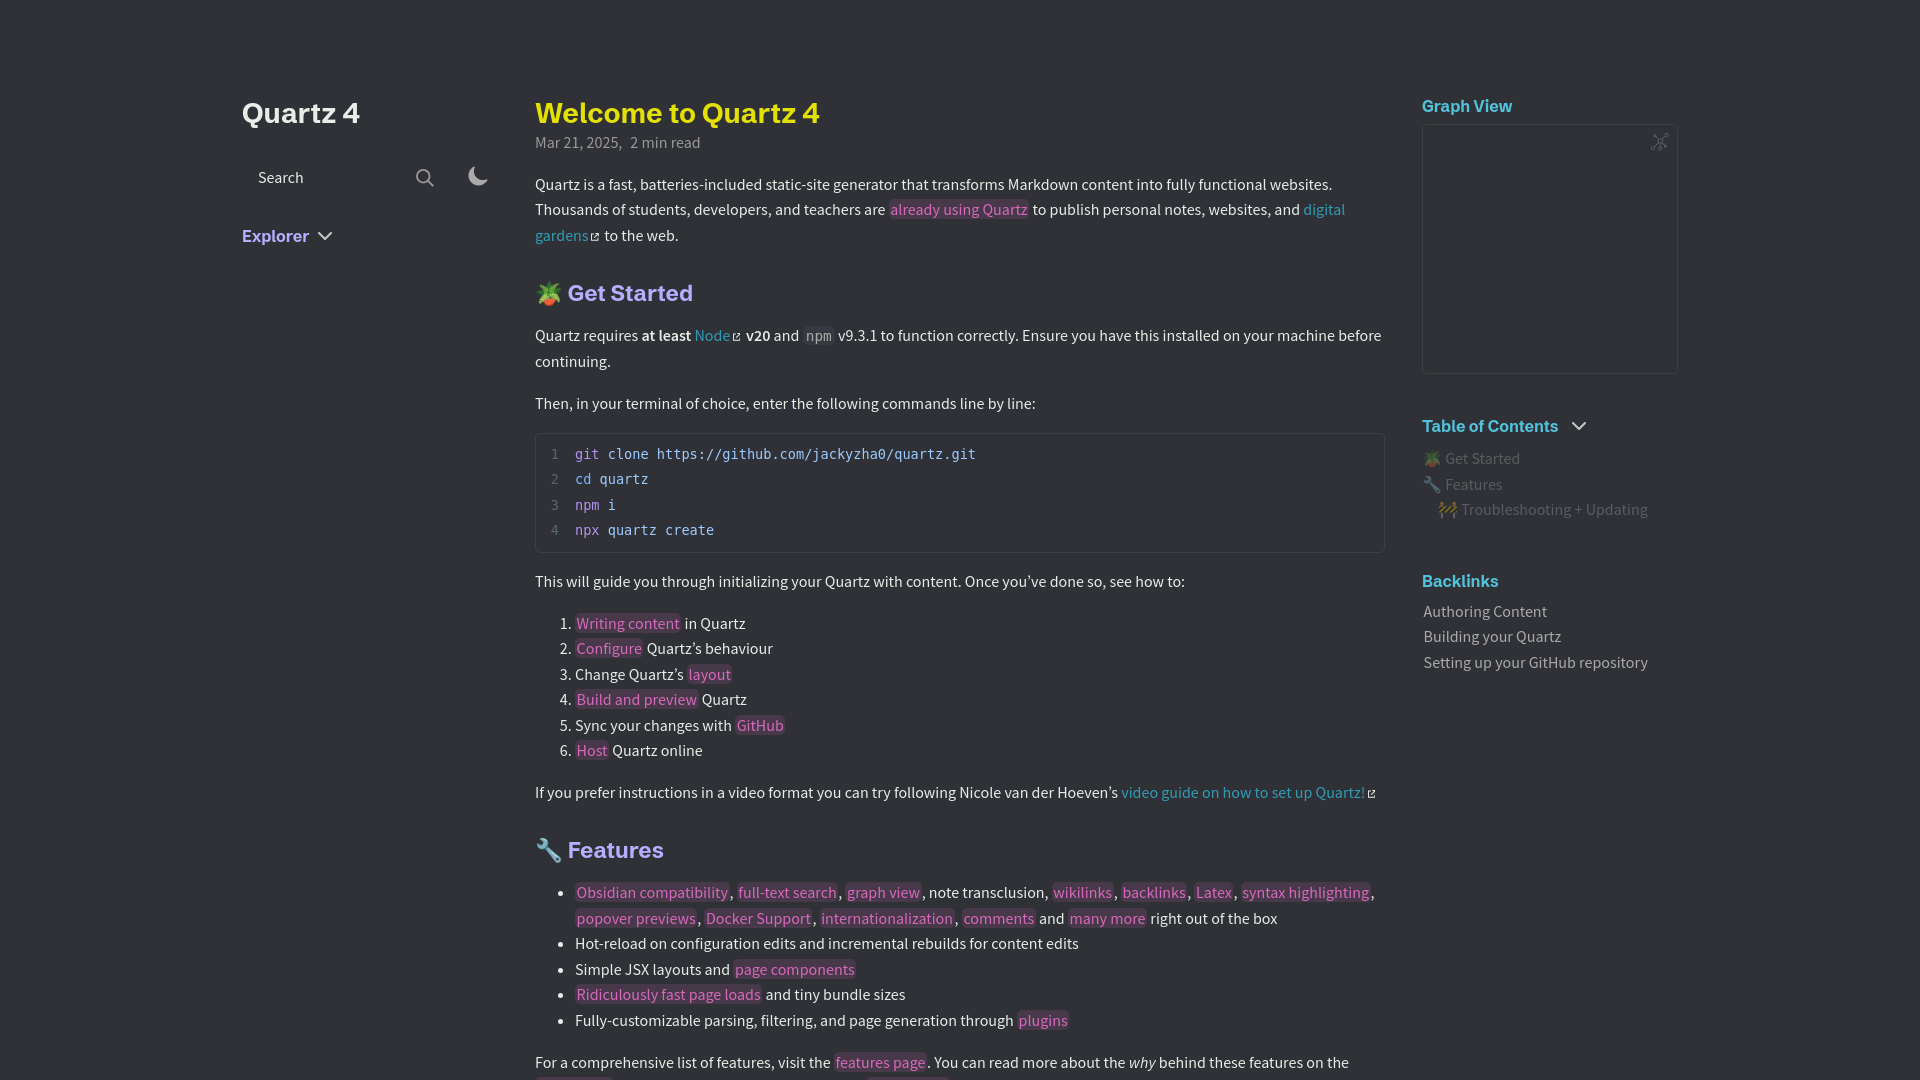 Quartz 4
Search
Explorer
Welcome to Quartz 4
Mar 21, 2025, 2 min read
Quartz is a fast, batteries-included static-site generator that transforms Markdown content into fully functional websites.
Thousands of students, developers, and teachers are already using Quartz to publish personal notes, websites, and digital
gardens to the web.
🪴 Get Started
Quartz requires at least Node v20 and npm v9.3.1 to function correctly. Ensure you have this installed on your machine before
continuing.
Then, in your terminal of choice, enter the following commands line by line:
1 git clone https://github.com/jackyzha0/quartz.git
2 cd quartz
3 npm i
4 npx quartz create
This will guide you through initializing your Quartz with content. Once you’ve done so, see how to:
1. Writing content in Quartz
2. Configure Quartz’s behaviour
3. Change Quartz’s layout
4. Build and preview Quartz
5. Sync your changes with GitHub
6. Host Quartz online
If you prefer instructions in a video format you can try following Nicole van der Hoeven’s video guide on how to set up Quartz!
🔧 Features
• Obsidian compatibility, full-text search, graph view, note transclusion, wikilinks, backlinks, Latex, syntax highlighting,
popover previews, Docker Support, internationalization, comments and many more right out of the box
• Hot-reload on configuration edits and incremental rebuilds for content edits
• Simple JSX layouts and page components
• Ridiculously fast page loads and tiny bundle sizes
• Fully-customizable parsing, filtering, and page generation through plugins
For a comprehensive list of features, visit the features page. You can read more about the why behind these features on the
Graph View
Table of Contents
🪴 Get Started
🔧 Features
🚧 Troubleshooting + Updating
Backlinks
Authoring Content
Building your Quartz
Setting up your GitHub repository